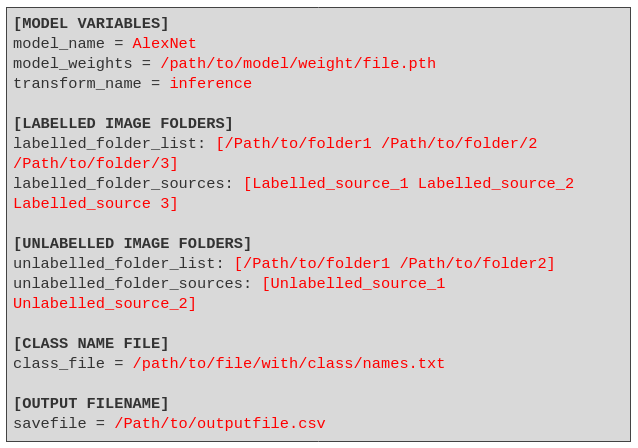 [MODEL VARIABLES]
model_name = AlexNet
model_weights = /path/to/model/weight/file.pth
transform_name = inference
[LABELLED IMAGE FOLDERS]
labelled_folder_list: [/Path/to/folder1 /Path/to/folder/2
/Path/to/folder/3]
labelled_folder_sources: [Labelled_source_1 Labelled_source_2
Labelled_source 3]
[UNLABELLED IMAGE FOLDERS]
unlabelled_folder_list: [/Path/to/folder1 /Path/to/folder2]
unlabelled_folder_sources: [Unlabelled_source_1
Unlabelled_source_2]
[CLASS NAME FILE]
class_file = /path/to/file/with/class/names.txt
[OUTPUT FILENAME]
savefile = /Path/to/outputfile.csv